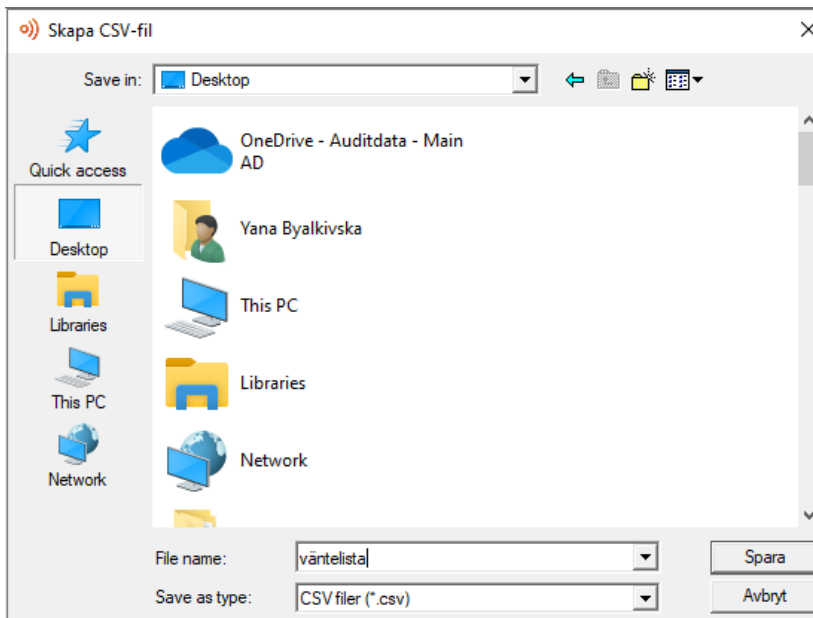 Skapa CSV-fil
Save in:
Desktop
Quick access
Desktop
Libraries
This PC
Network
OneDrive - Auditdata - Main
AD
Yana Byalkivska
This PC
Libraries
Network
File name:
väntelista
Spara
Save as type:
CSV filer (*.csv)
Avbryt